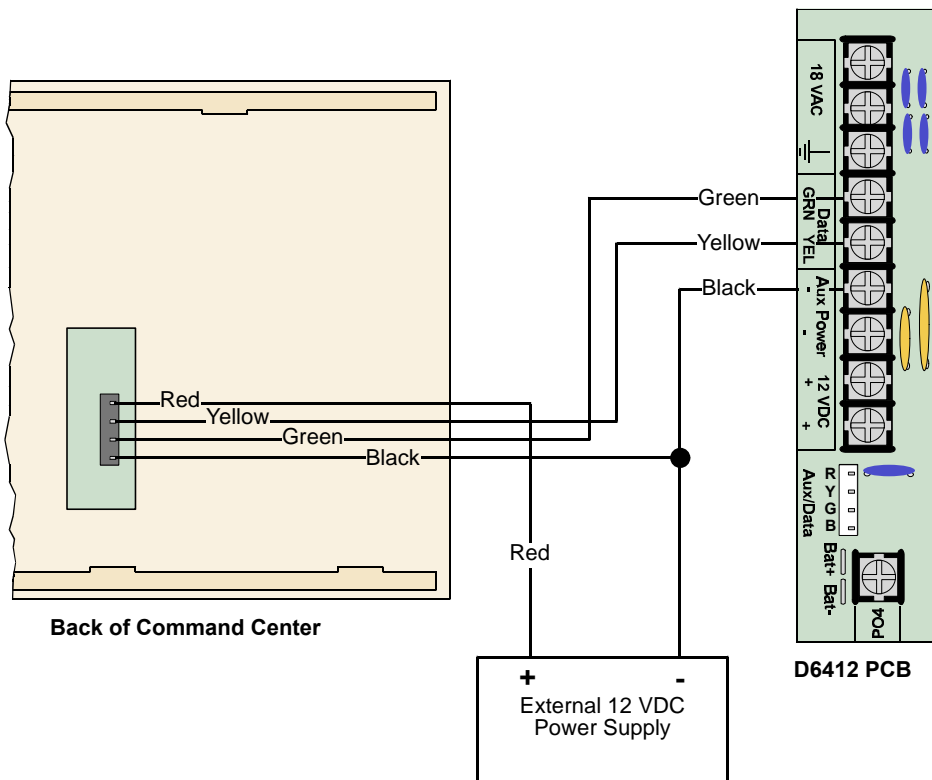 Red
Yellow
Green
Black
Back of Command Center
Red
+ -
External 12 VDC
Power Supply
Green
Yellow
Black
18 VAC
GRN
Data
YEL
-
Aux Power
-
+
12 VDC
+
R
Y
G
B
Aux/Data
Bat+
Bat-
PO4
D6412 PCB